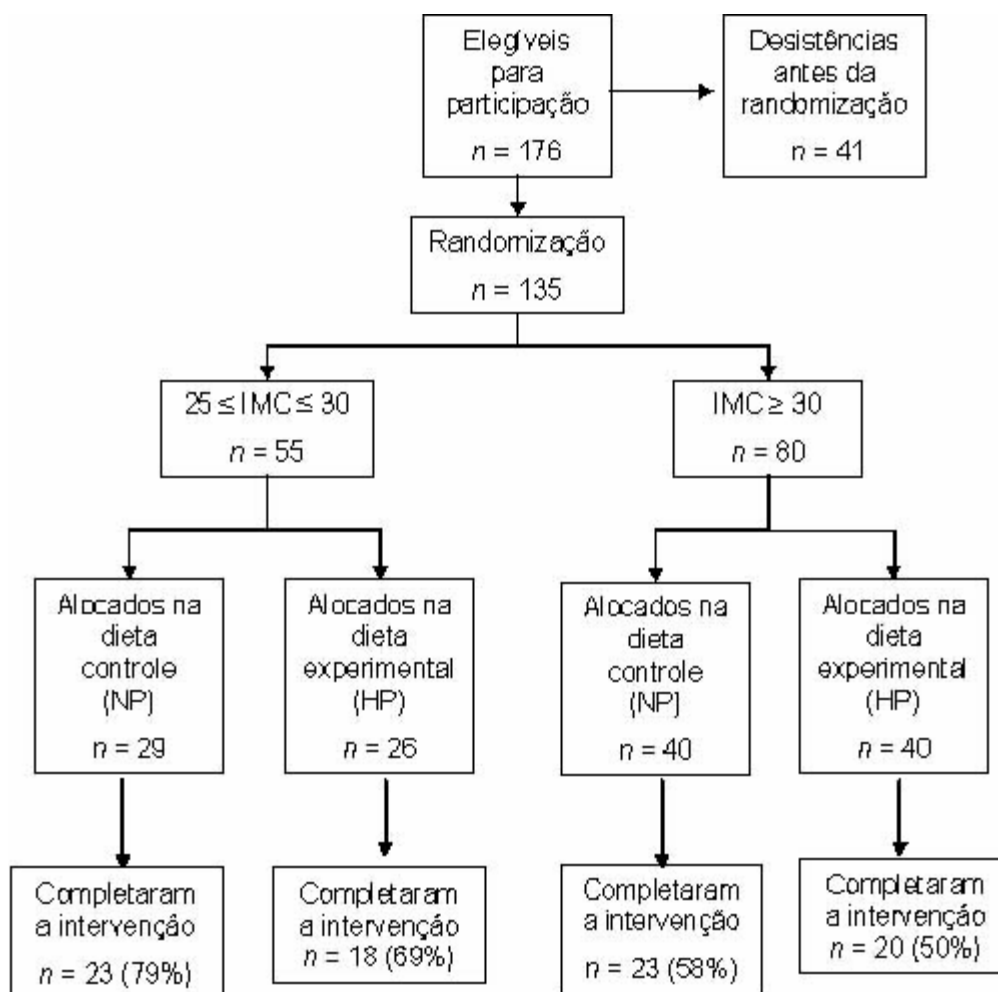 Elegíveis
para
participação
n = 176
Desistências
antes da
randomização
n = 41
Randomização
n = 135
25 ≤ IMC ≤ 30
n = 55
IMC ≥ 30
n = 80
Alocados na
dieta
controle
(NP)
n = 29
Alocados na
dieta
experimental
(HP)
n = 26
Alocados na
dieta
controle
(NP)
n = 40
Alocados na
dieta
experimental
(HP)
n = 40
Completaram
a intervenção
n = 23 (79%)
Completaram
a intervenção
n = 18 (69%)
Completaram
a intervenção
n = 23 (58%)
Completaram
a intervenção
n = 20 (50%)